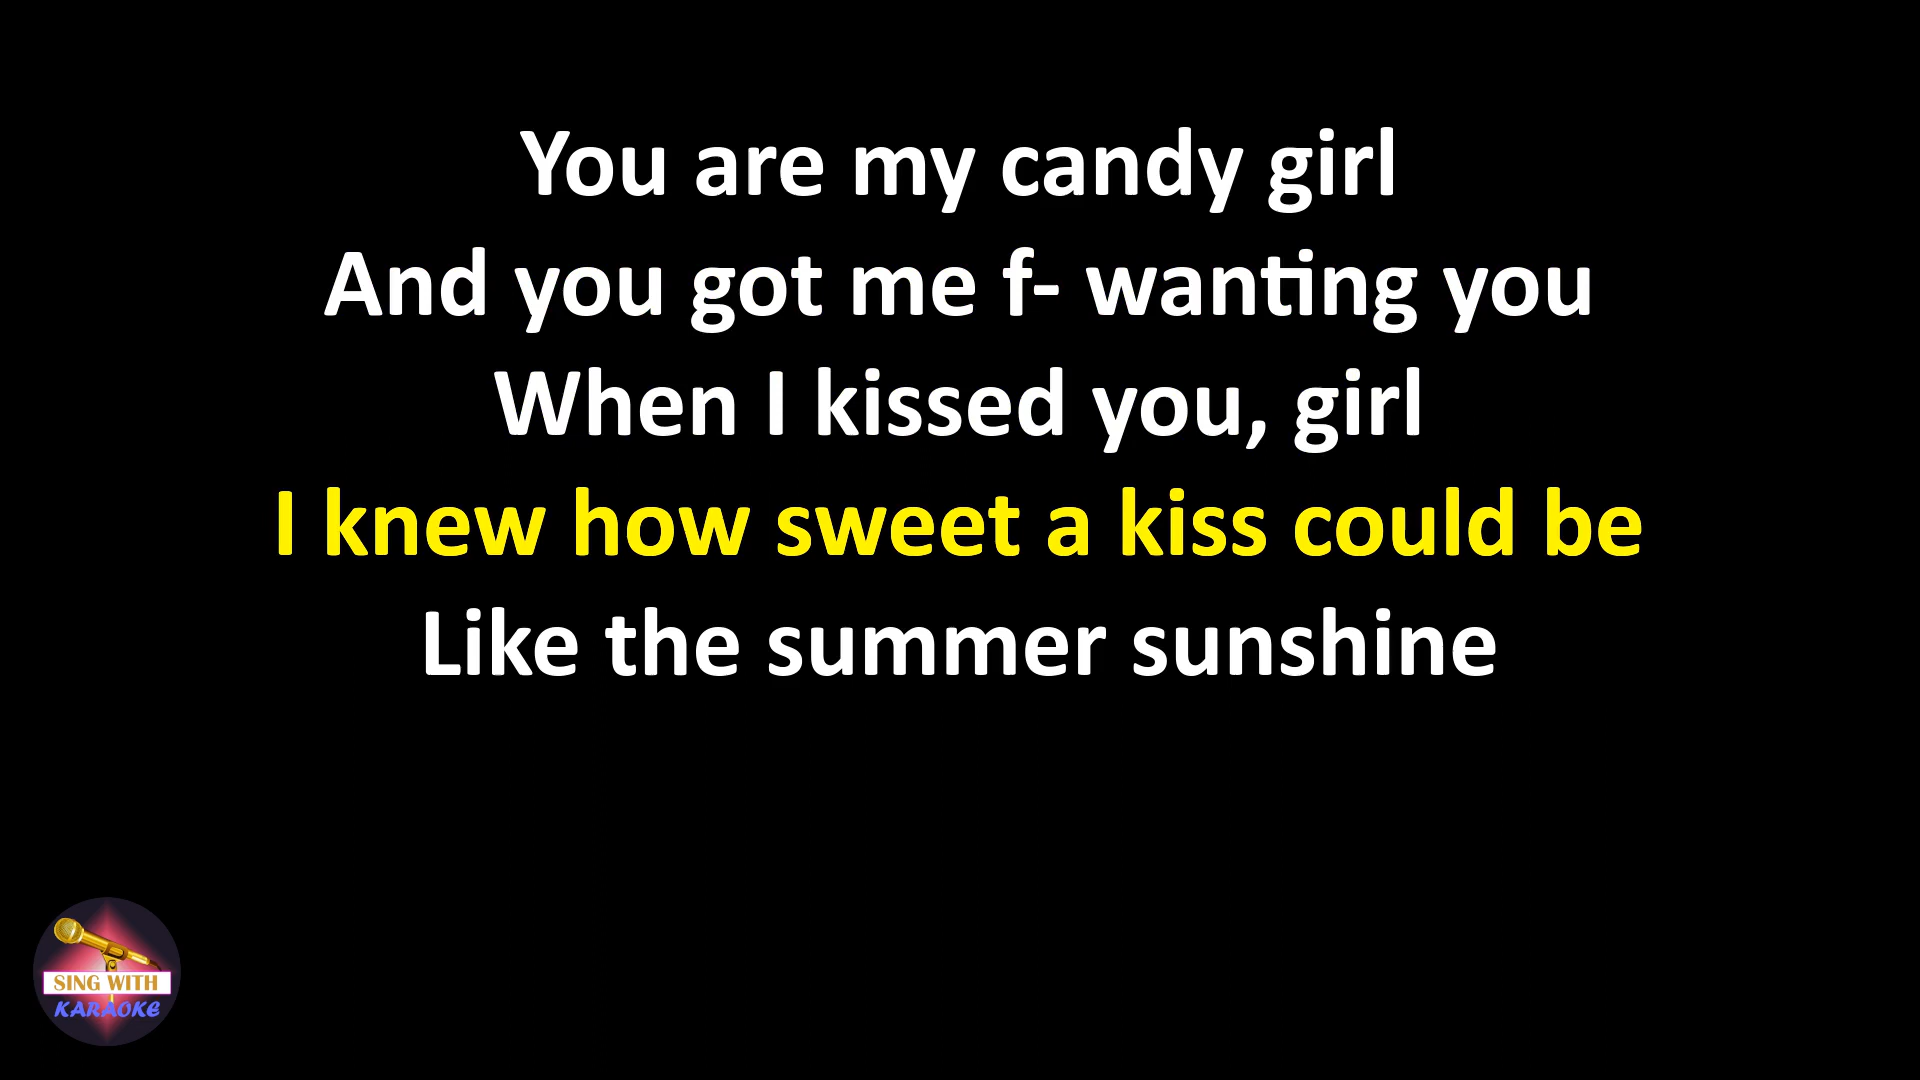 You are my candy girl
And you got me f- wanting you
When I kissed you, girl
I knew how sweet a kiss could be
Like the summer sunshine
SING WITH
KARAOKE